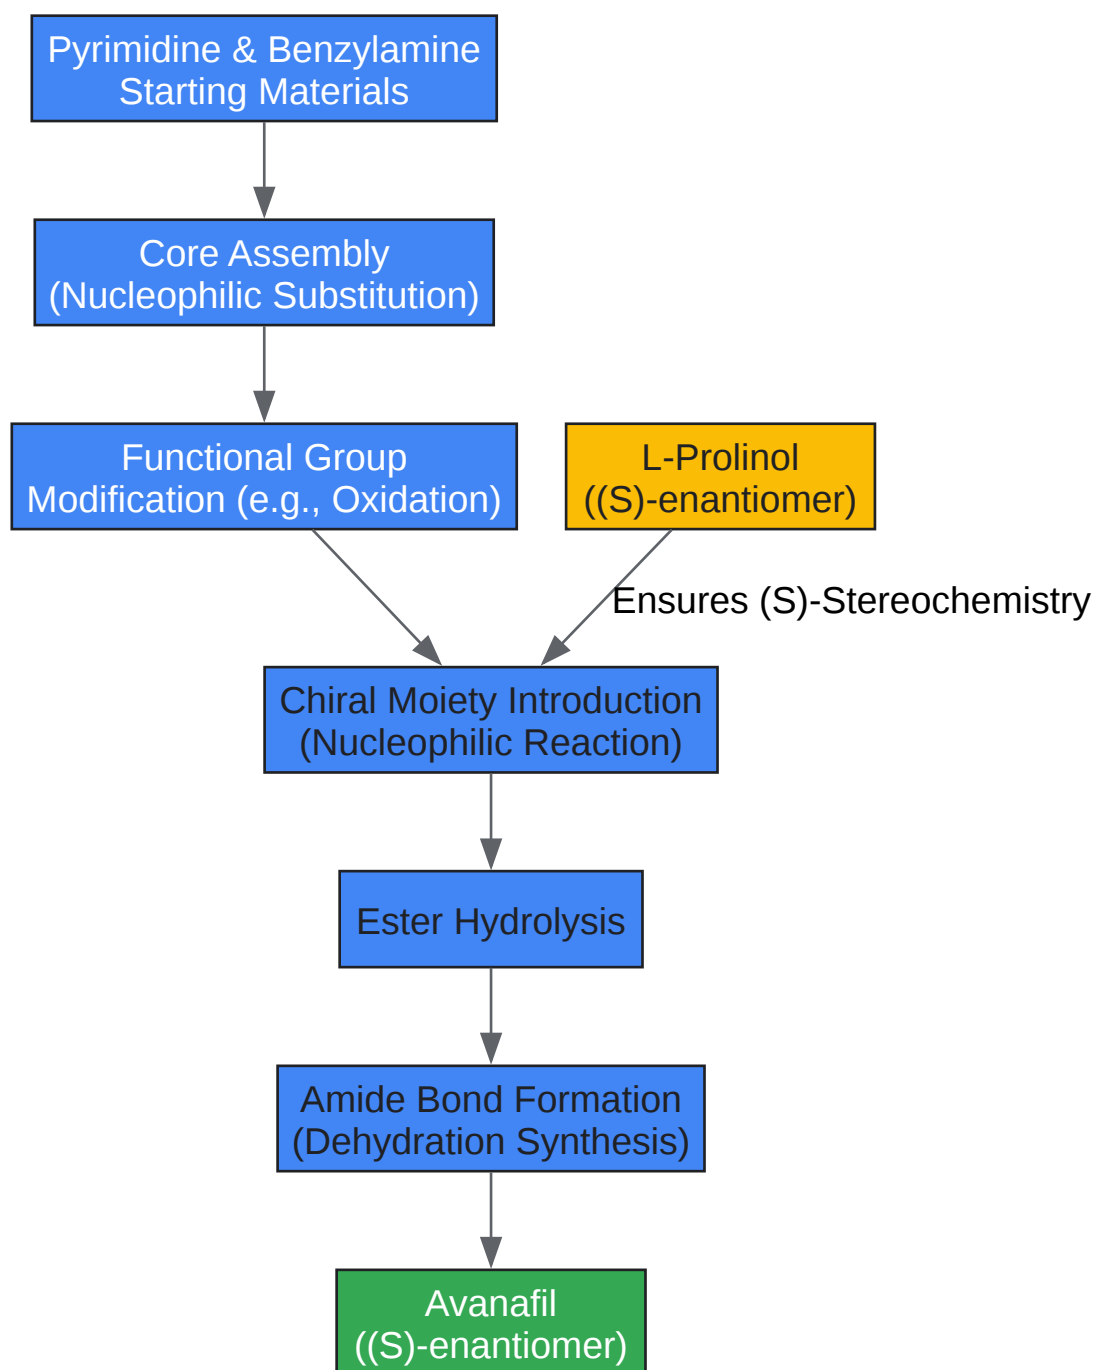 Pyrimidine & Benzylamine
Starting Materials
Core Assembly
(Nucleophilic Substitution)
Functional Group
Modification (e.g., Oxidation)
L-Prolinol
((S)-enantiomer)
Ensures (S)-Stereochemistry
Chiral Moiety Introduction
(Nucleophilic Reaction)
Ester Hydrolysis
Amide Bond Formation
(Dehydration Synthesis)
Avanafil
((S)-enantiomer)